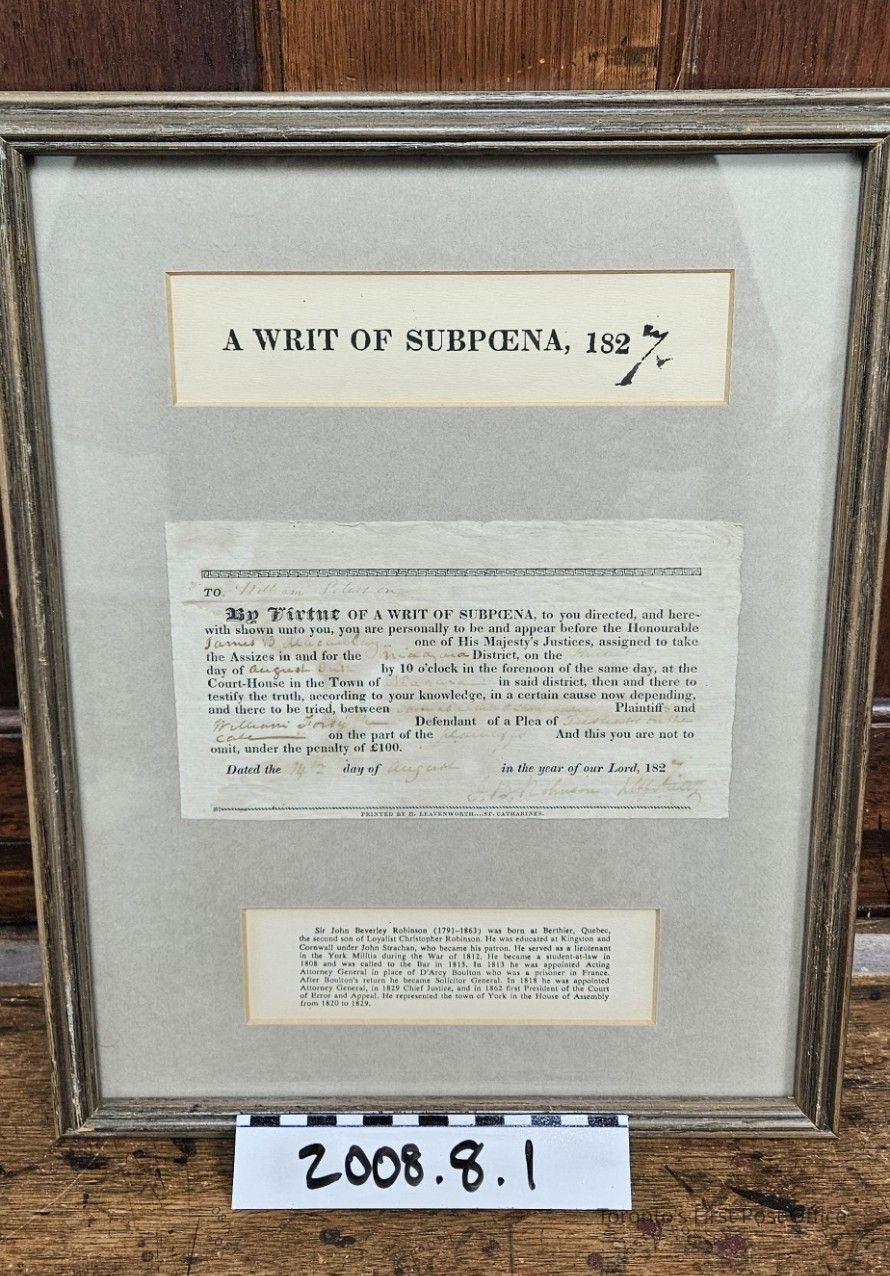 A WRIT OF SUBPŒNA, 1827
TO William
By Virtue OF A WRIT OF SUBPŒNA, to you directed, and here-
with shown unto you, you are personally to be and appear before the Honourable
James B Macaulay one of His Majesty's Justices, assigned to take
the Assizes in and for the Niagara District, on the
day of August by 10 o'clock in the forenoon of the same day, at the
Court-House in the Town of Niagara in said district, then and there to
testify the truth, according to your knowledge, in a certain cause now depending,
and there to be tried, between Plaintiff and
William Defendant of a Plea of
Case on the part of the plaintiff And this you are not to
omit, under the penalty of £100.
Dated the 14th day of August in the year of our Lord, 1827
J. B. Robinson
PRINTED BY H. LEAVENWORTH....ST. CATHARINES.
Sir John Beverley Robinson (1791–1863) was born at Berthier, Quebec,
the second son of Loyalist Christopher Robinson. He was educated at Kingston and
Cornwall under John Strachan, who became his patron. He served as a lieutenant
in the York Militia during the War of 1812. He became a student-at-law in
1808 and was called to the Bar in 1815. In 1813 he was appointed Acting
Attorney General in place of D'Arcy Boulton who was a prisoner in France.
After Boulton's return he became Solicitor General. In 1818 he was appointed
Attorney General, in 1829 Chief Justice, and in 1862 first President of the Court
of Error and Appeal. He represented the town of York in the House of Assembly
from 1820 to 1829.
2008.8.1
Toronto's First Post Office